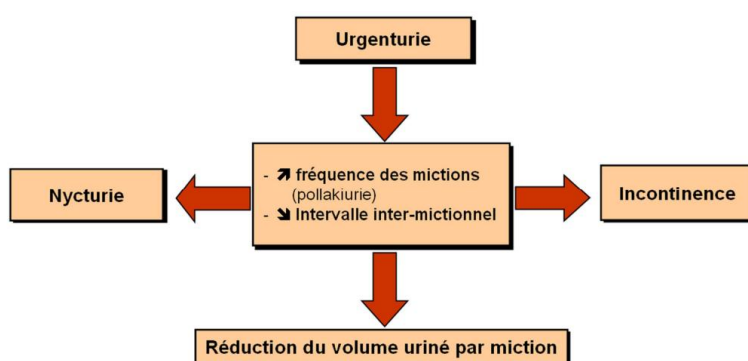 Urgenturie
- ↗ fréquence des mictions
(pollakiurie)
- ↘ Intervalle inter-mictionnel
Nycturie
Incontinence
Réduction du volume uriné par miction